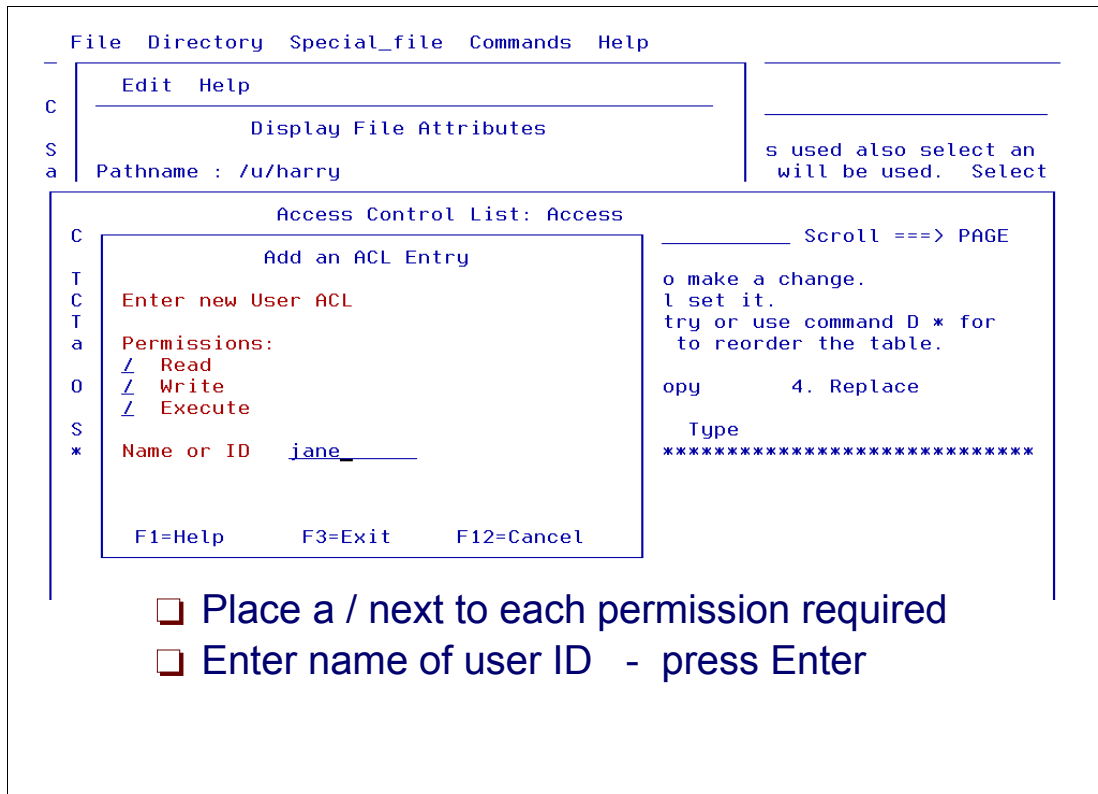 File Directory Special_file Commands Help
Edit Help
C
Display File Attributes
S s used also select an
a Pathname : /u/harry will be used. Select
Access Control List: Access
C Scroll ===> PAGE
Add an ACL Entry
T o make a change.
C Enter new User ACL l set it.
T try or use command D * for
a Permissions: to reorder the table.
/ Read
O / Write opy 4. Replace
/ Execute
S Type
* Name or ID jane_ *****************************
F1=Help F3=Exit F12=Cancel
❏ Place a / next to each permission required
❏ Enter name of user ID - press Enter